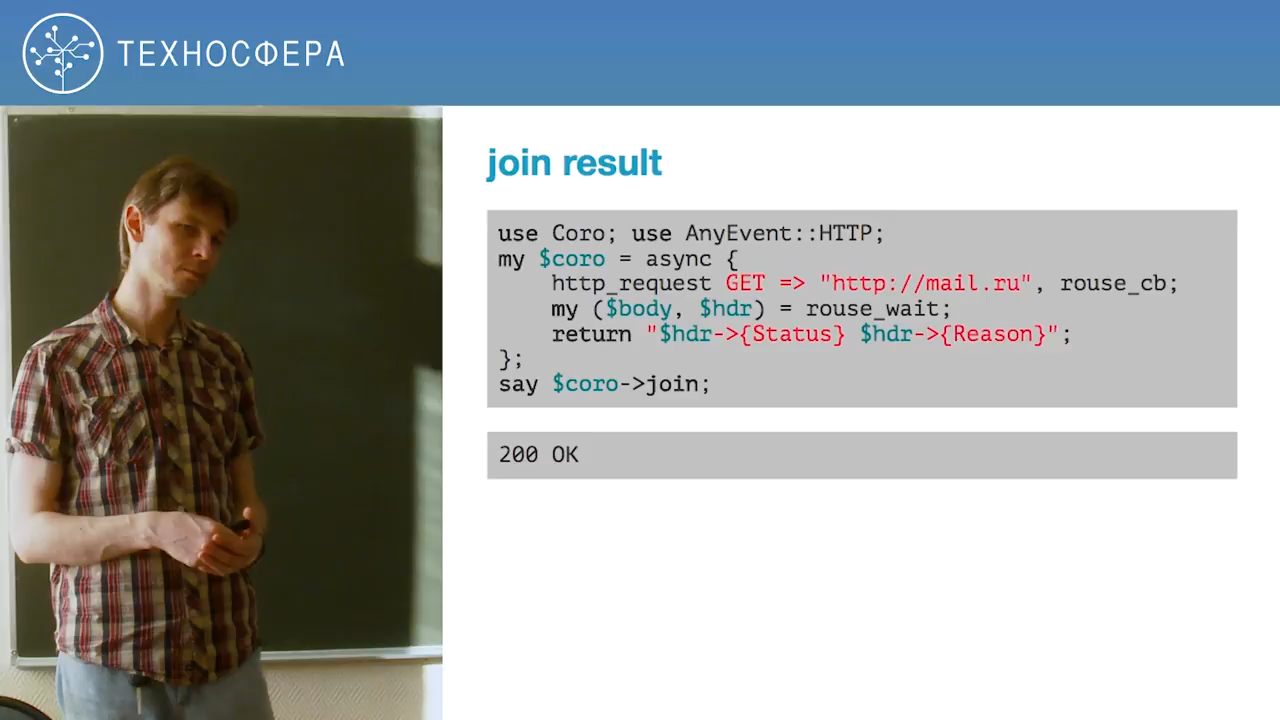 ТЕХНОСФЕРА
join result
use Coro; use AnyEvent::HTTP;
my $coro = async {
    http_request GET => "http://mail.ru", rouse_cb;
    my ($body, $hdr) = rouse_wait;
    return "$hdr->{Status} $hdr->{Reason}";
};
say $coro->join;
200 OK